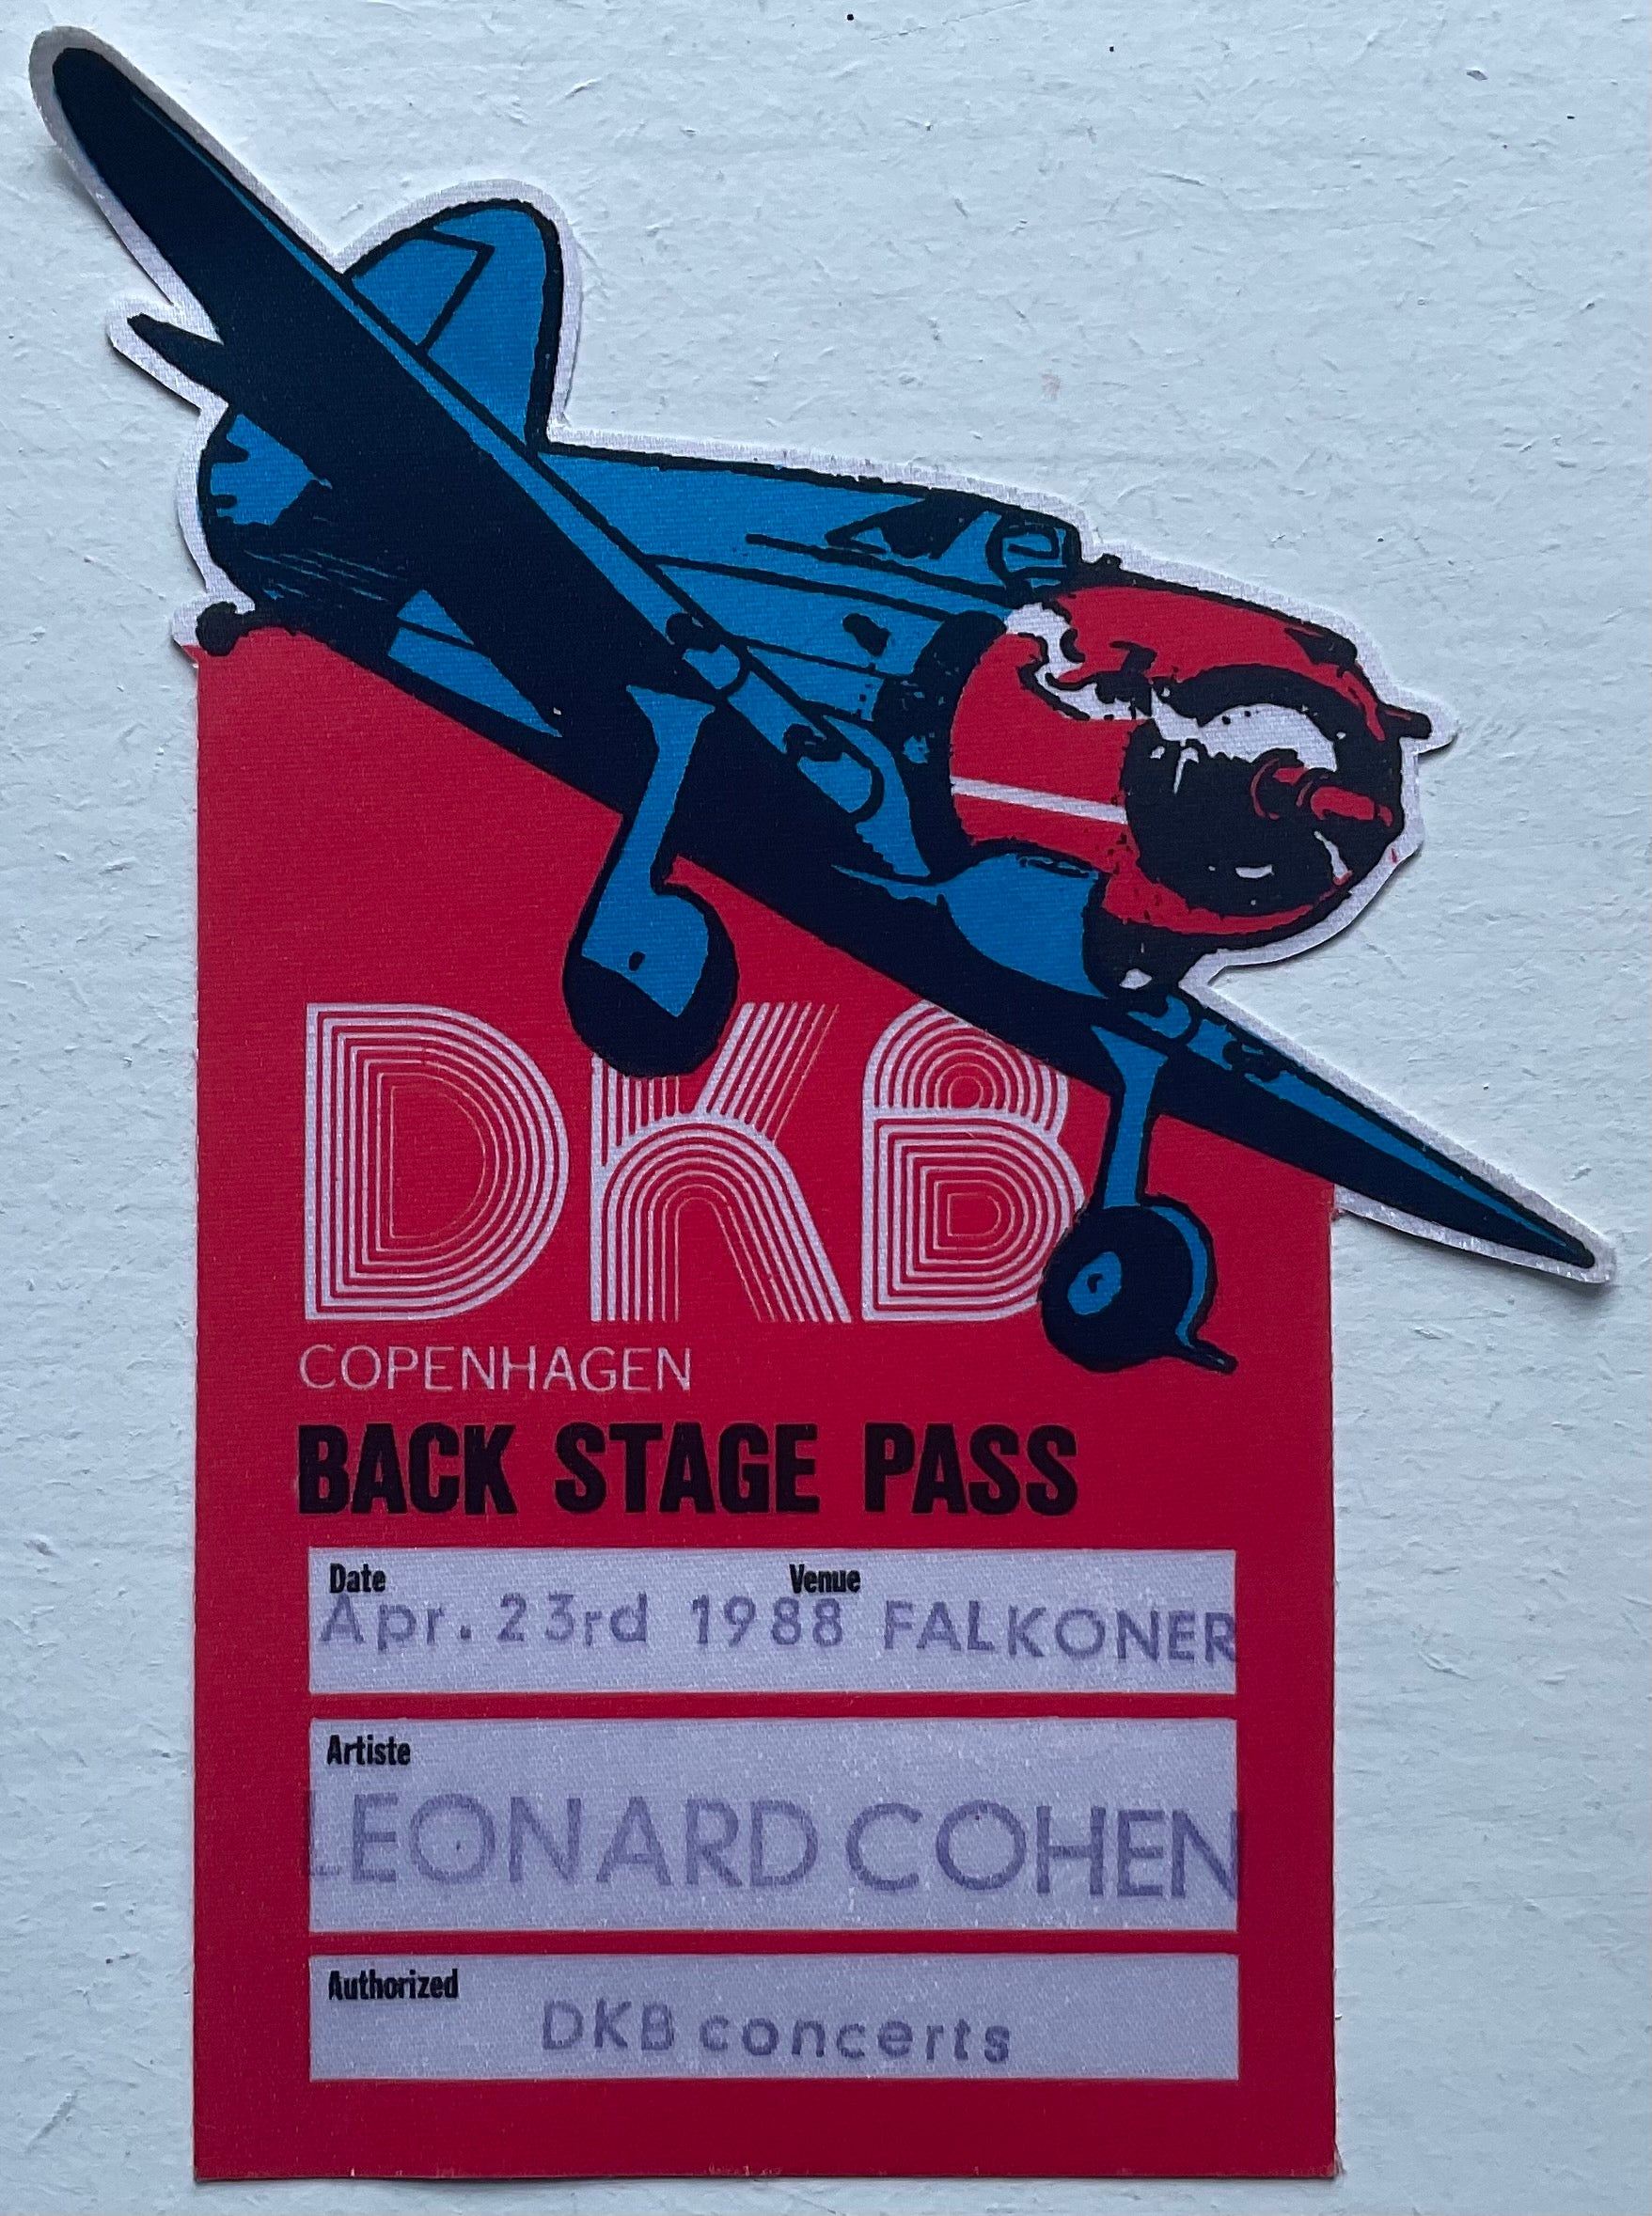 DKB
COPENHAGEN
BACK STAGE PASS
Date Venue
Apr. 23rd 1988 FALKONER
Artiste
LEONARD COHEN
Authorized
DKB concerts